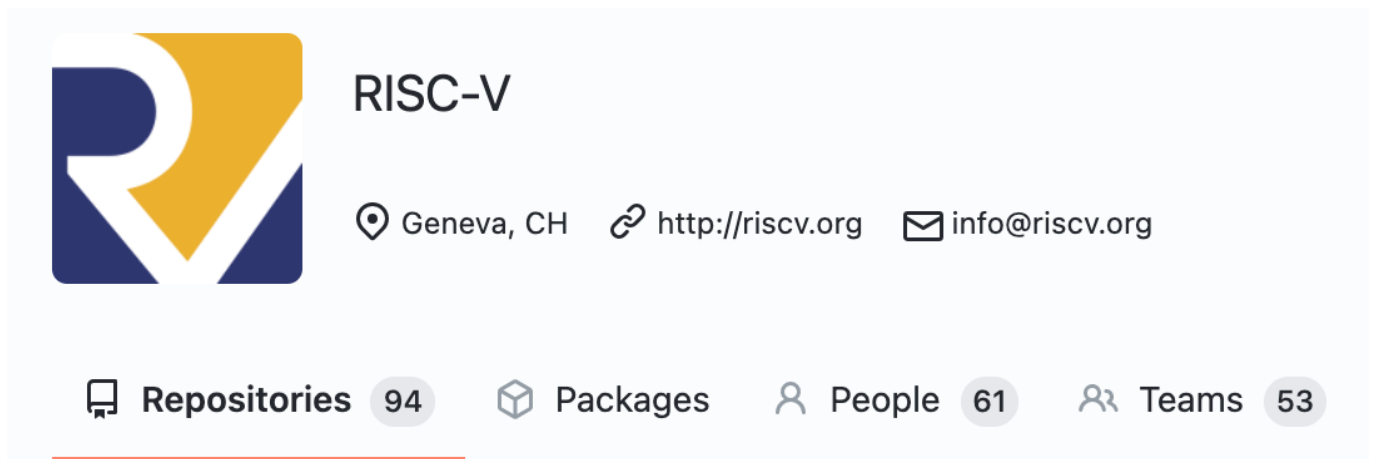 RISC-V
Geneva, CH http://riscv.org info@riscv.org
Repositories 94 Packages People 61 Teams 53